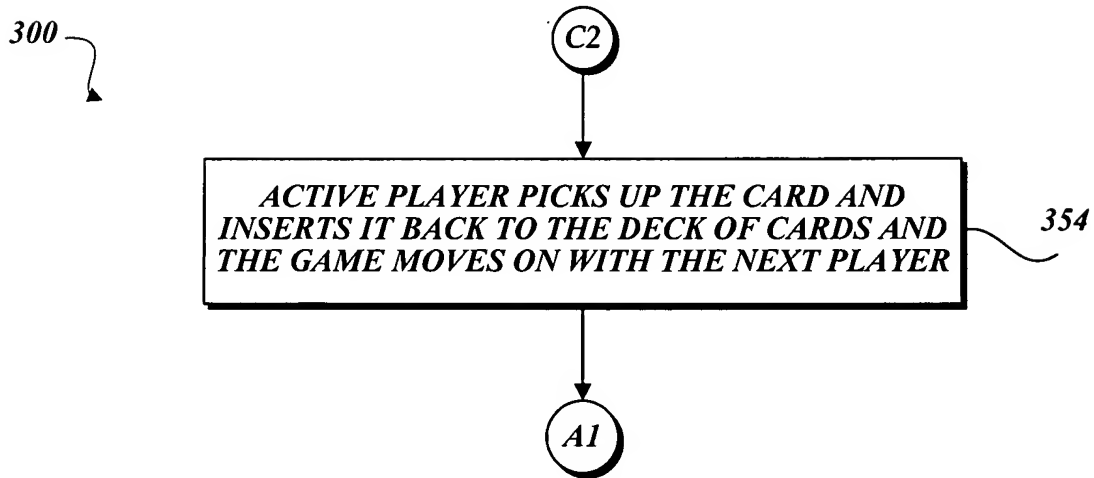 300
C2
ACTIVE PLAYER PICKS UP THE CARD AND
INSERTS IT BACK TO THE DECK OF CARDS AND
THE GAME MOVES ON WITH THE NEXT PLAYER
354
A1